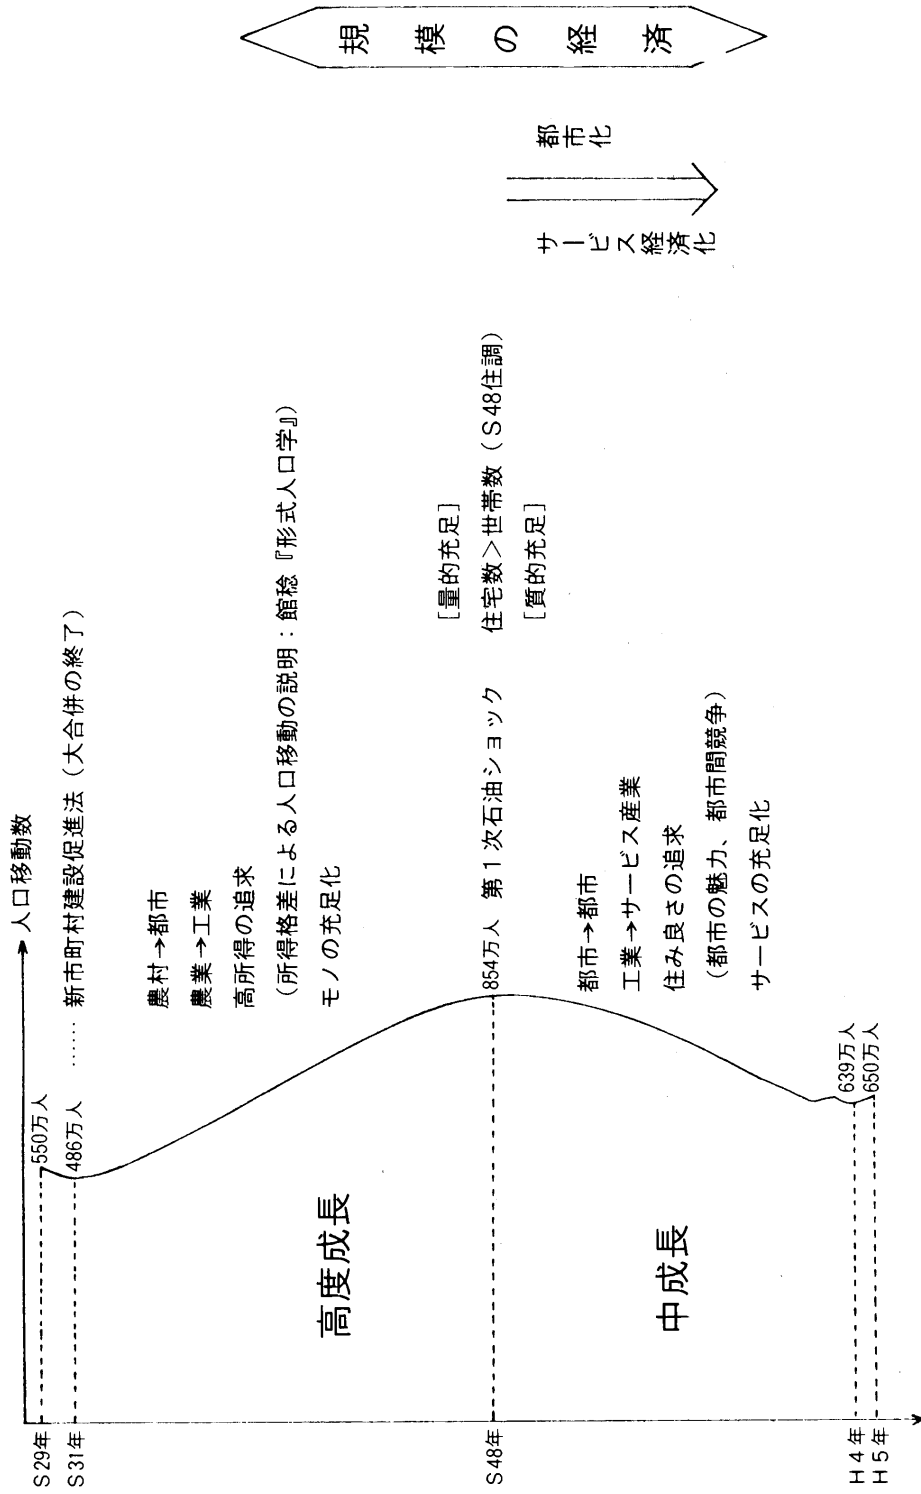 規模の経済
都市化
サービス経済化
[量的充足]
住宅数＞世帯数（S48住調）
[質的充足]
人口移動数
550万人
486万人 …… 新市町村建設促進法（大合併の終了）
農村→都市
農業→工業
高所得の追求
（所得格差による人口移動の説明：館稔『形式人口学』）
モノの充足化
854万人 第1次石油ショック
都市→都市
工業→サービス産業
住み良さの追求
（都市の魅力、都市間競争）
サービスの充足化
639万人
650万人
高度成長
中成長
S29年
S31年
S48年
H4年
H5年